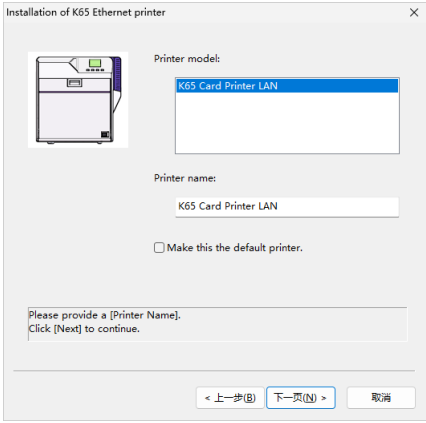 Installation of K65 Ethernet printer
Printer model:
K65 Card Printer LAN
Printer name:
K65 Card Printer LAN
Make this the default printer.
Please provide a [Printer Name].
Click [Next] to continue.
< 上一步(B) 下一页(N) > 取消